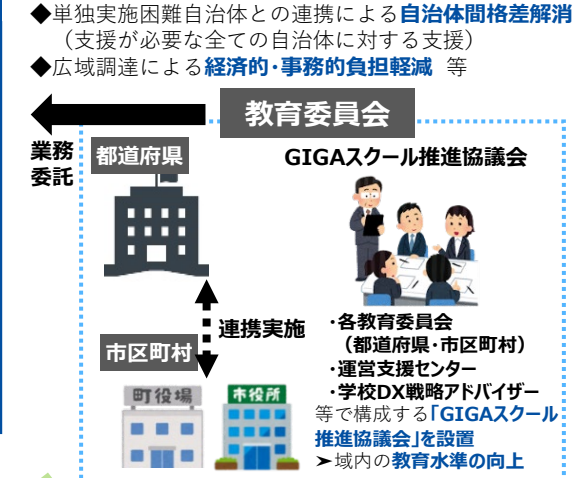 ◆単独実施困難自治体との連携による自治体間格差解消
（支援が必要な全ての自治体に対する支援）
◆広域調達による経済的・事務的負担軽減 等
教育委員会
業務
委託
都道府県
GIGAスクール推進協議会
連携実施
市区町村
町役場
市役所
・各教育委員会
（都道府県・市区町村）
・運営支援センター
・学校DX戦略アドバイザー
等で構成する「GIGAスクール
推進協議会」を設置
➤域内の教育水準の向上